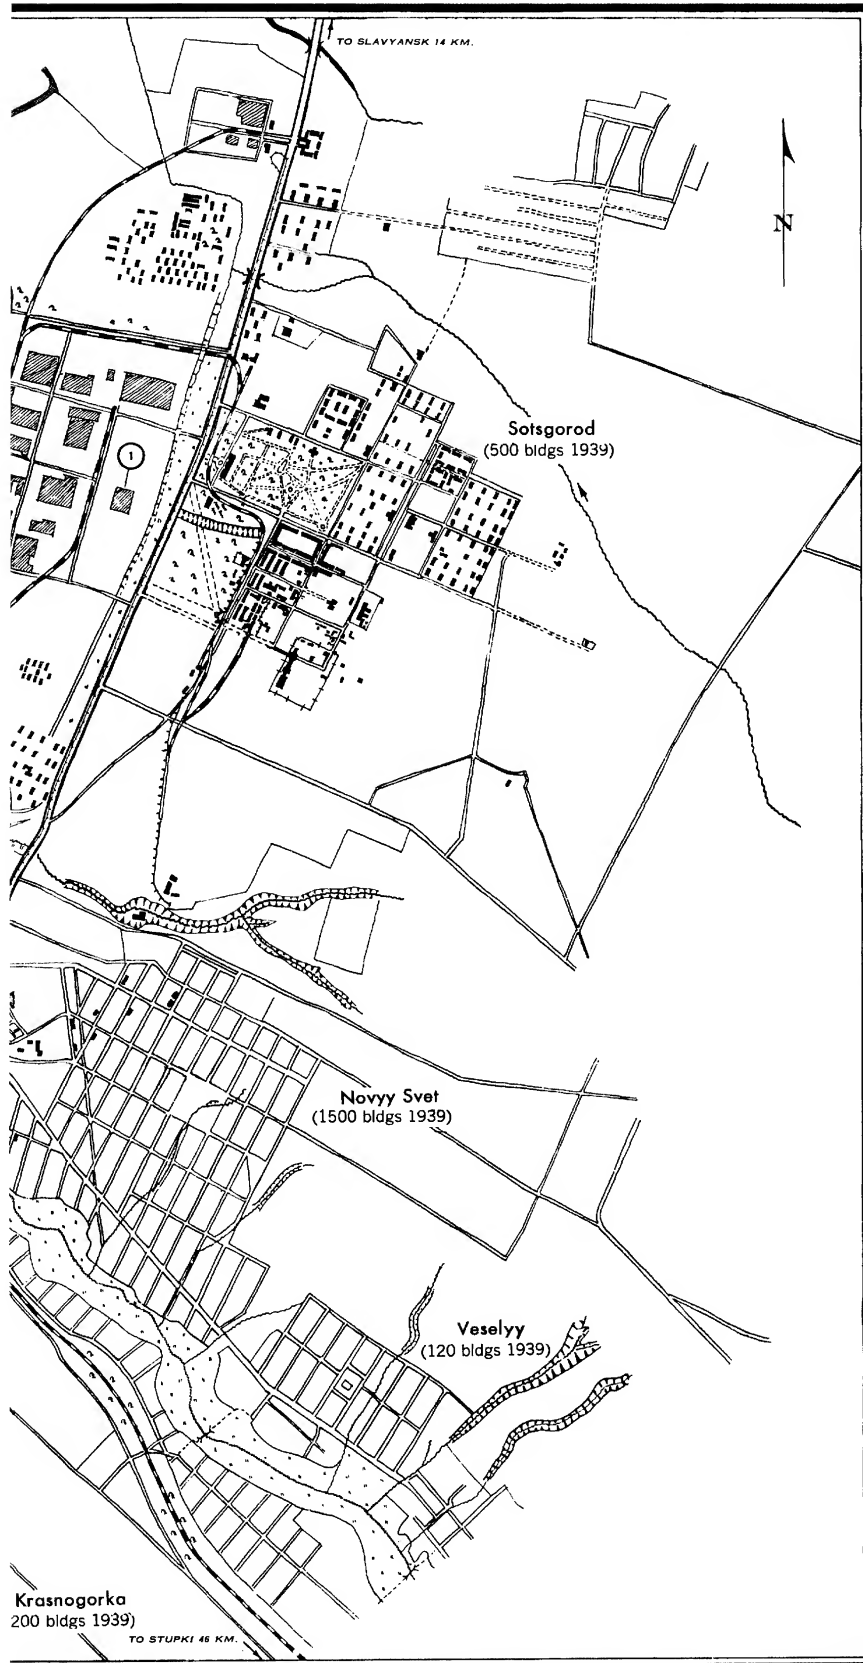 TO SLAVYANSK 14 KM.
N
Sotsgorod
(500 bldgs 1939)
1
Novyy Svet
(1500 bldgs 1939)
Veselyy
(120 bldgs 1939)
Krasnogorka
200 bldgs 1939)
TO STUPKI 46 KM.